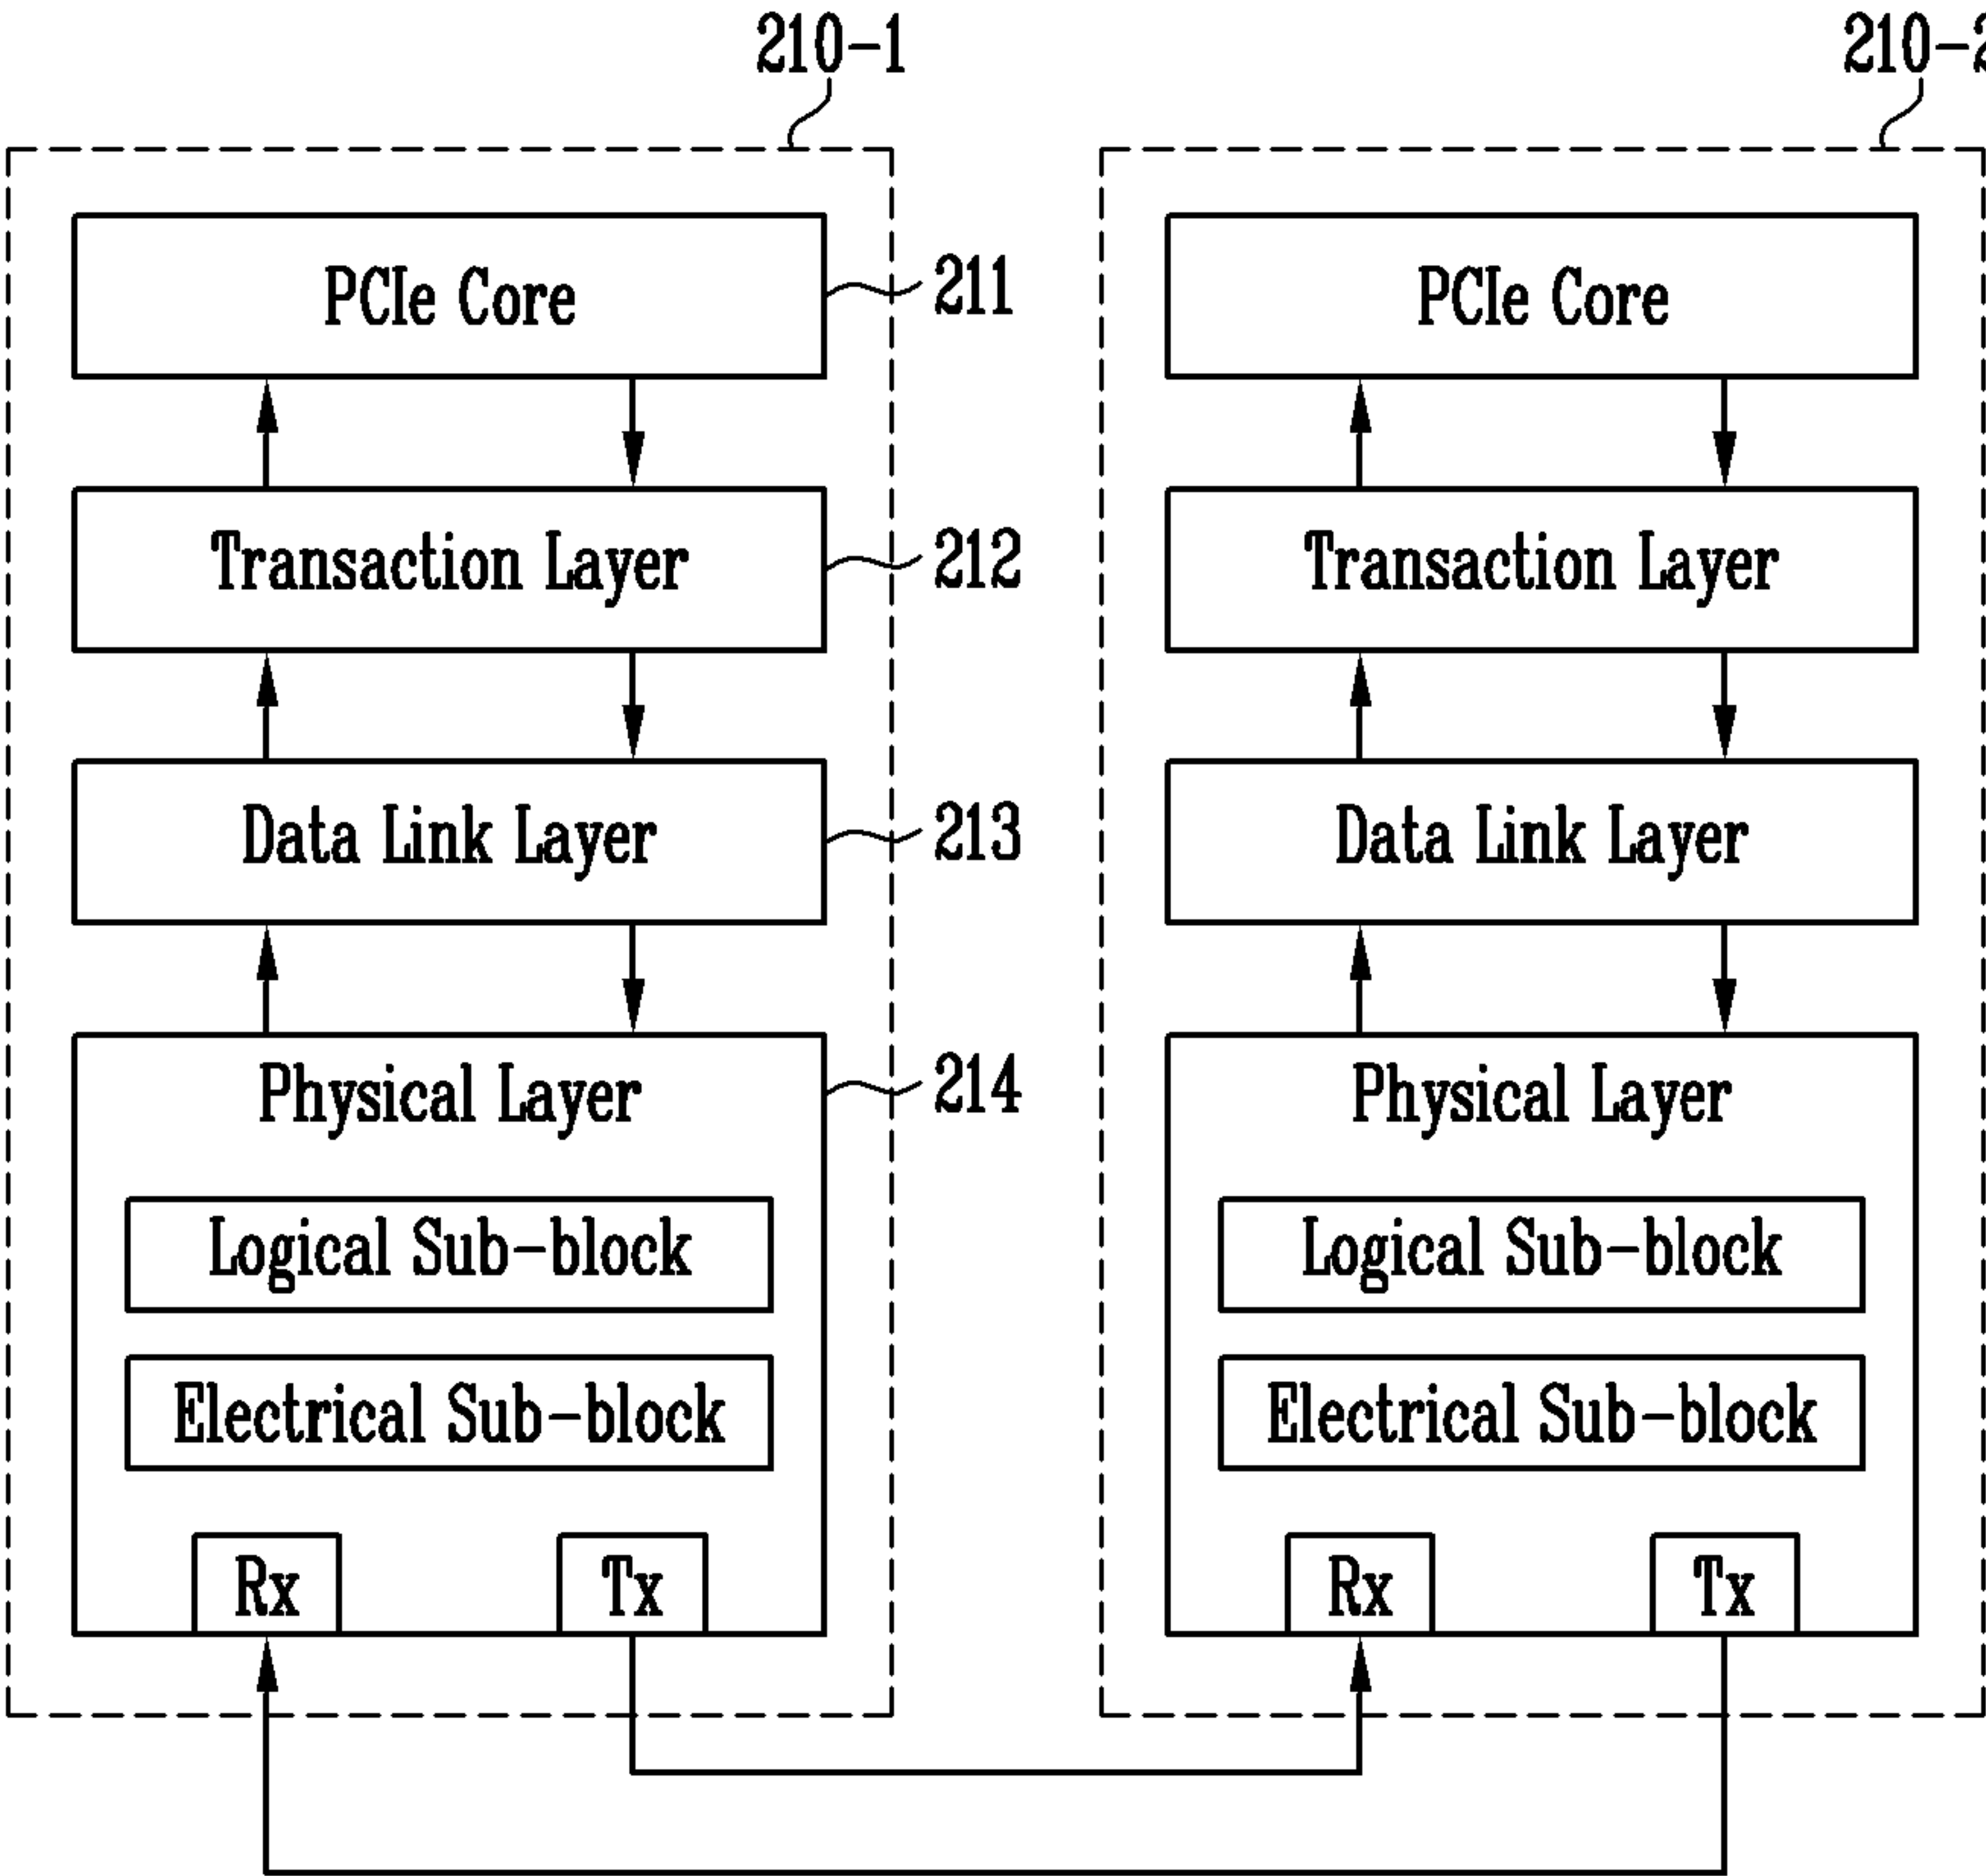 210-1
210-2
PCIe Core
211
PCIe Core
Transaction Layer
212
Transaction Layer
Data Link Layer
213
Data Link Layer
Physical Layer
214
Physical Layer
Logical Sub-block
Logical Sub-block
Electrical Sub-block
Electrical Sub-block
Rx
Tx
Rx
Tx